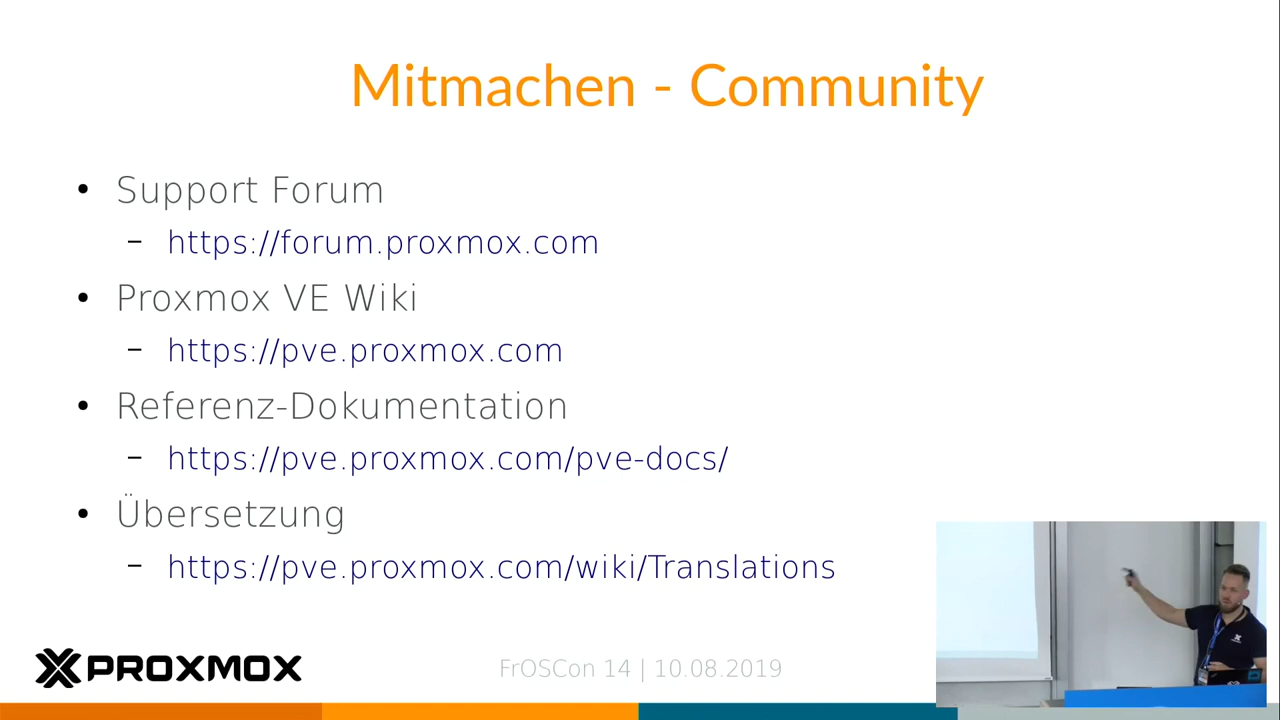 Mitmachen - Community
• Support Forum
– https://forum.proxmox.com
• Proxmox VE Wiki
– https://pve.proxmox.com
• Referenz-Dokumentation
– https://pve.proxmox.com/pve-docs/
• Übersetzung
– https://pve.proxmox.com/wiki/Translations
PROXMOX
FrOSCon 14 | 10.08.2019